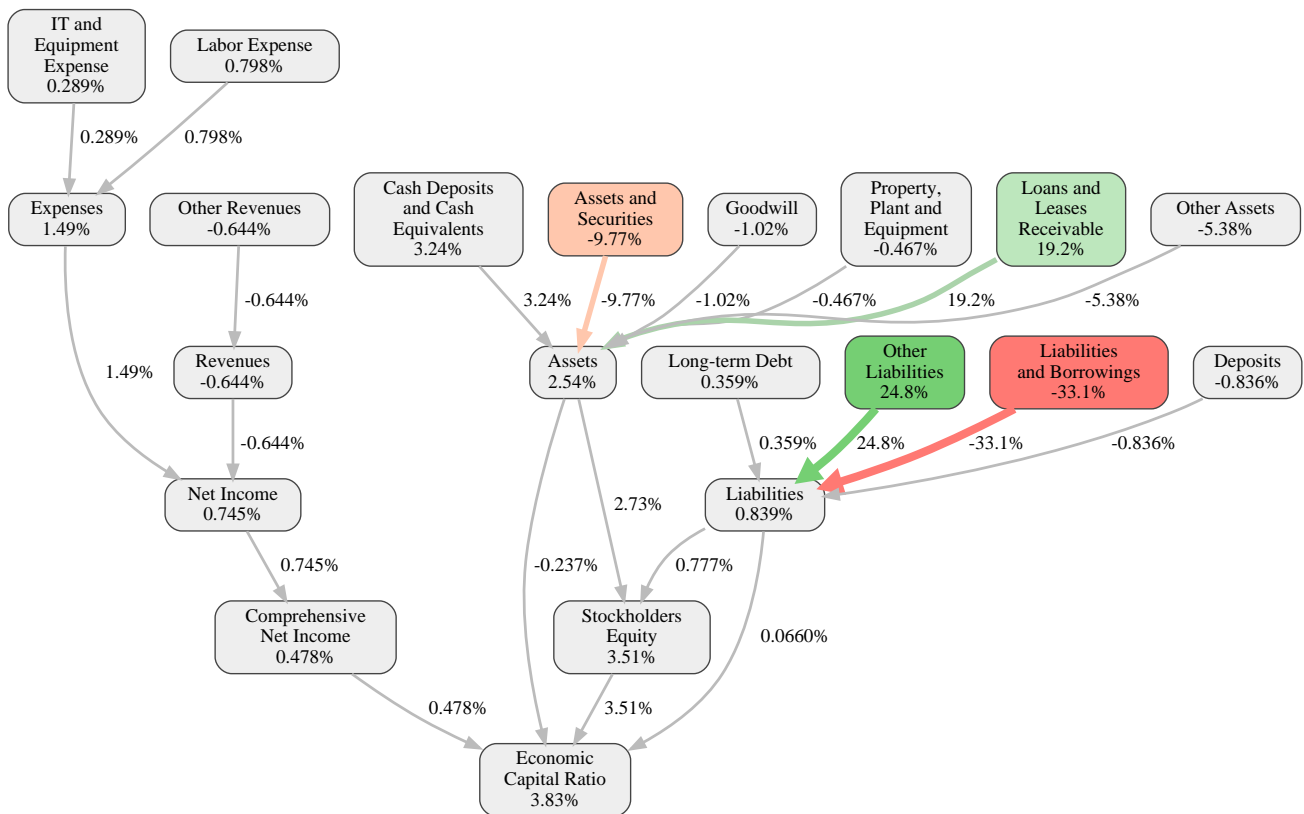 IT and
Equipment
Expense
0.289%
Labor Expense
0.798%
0.289%
0.798%
Expenses
1.49%
Other Revenues
-0.644%
Cash Deposits
and Cash
Equivalents
3.24%
Assets and
Securities
-9.77%
Goodwill
-1.02%
Property,
Plant and
Equipment
-0.467%
Loans and
Leases
Receivable
19.2%
Other Assets
-5.38%
-0.644%
3.24%
-9.77%
-1.02%
-0.467%
19.2%
-5.38%
1.49%
Revenues
-0.644%
Assets
2.54%
Long-term Debt
0.359%
Other
Liabilities
24.8%
Liabilities
and Borrowings
-33.1%
Deposits
-0.836%
-0.644%
0.359%
24.8%
-33.1%
-0.836%
Net Income
0.745%
2.73%
Liabilities
0.839%
0.745%
-0.237%
0.777%
Comprehensive
Net Income
0.478%
Stockholders
Equity
3.51%
0.0660%
0.478%
3.51%
Economic
Capital Ratio
3.83%